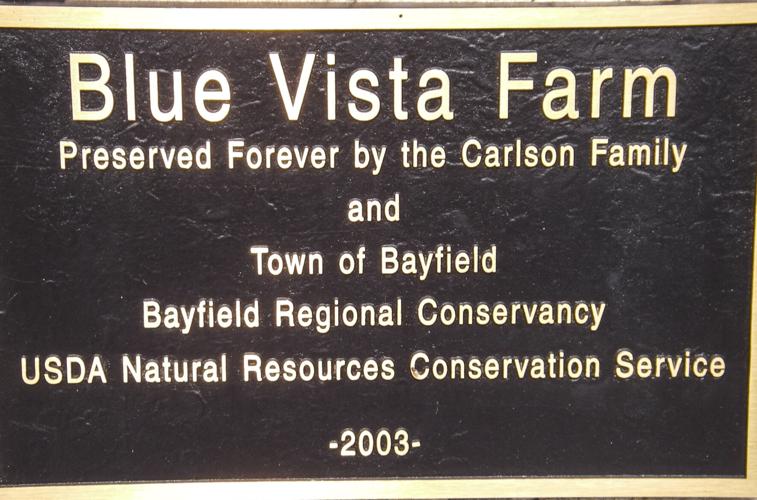 Blue Vista Farm
Preserved Forever by the Carlson Family
and
Town of Bayfield
Bayfield Regional Conservancy
USDA Natural Resources Conservation Service
-2003-